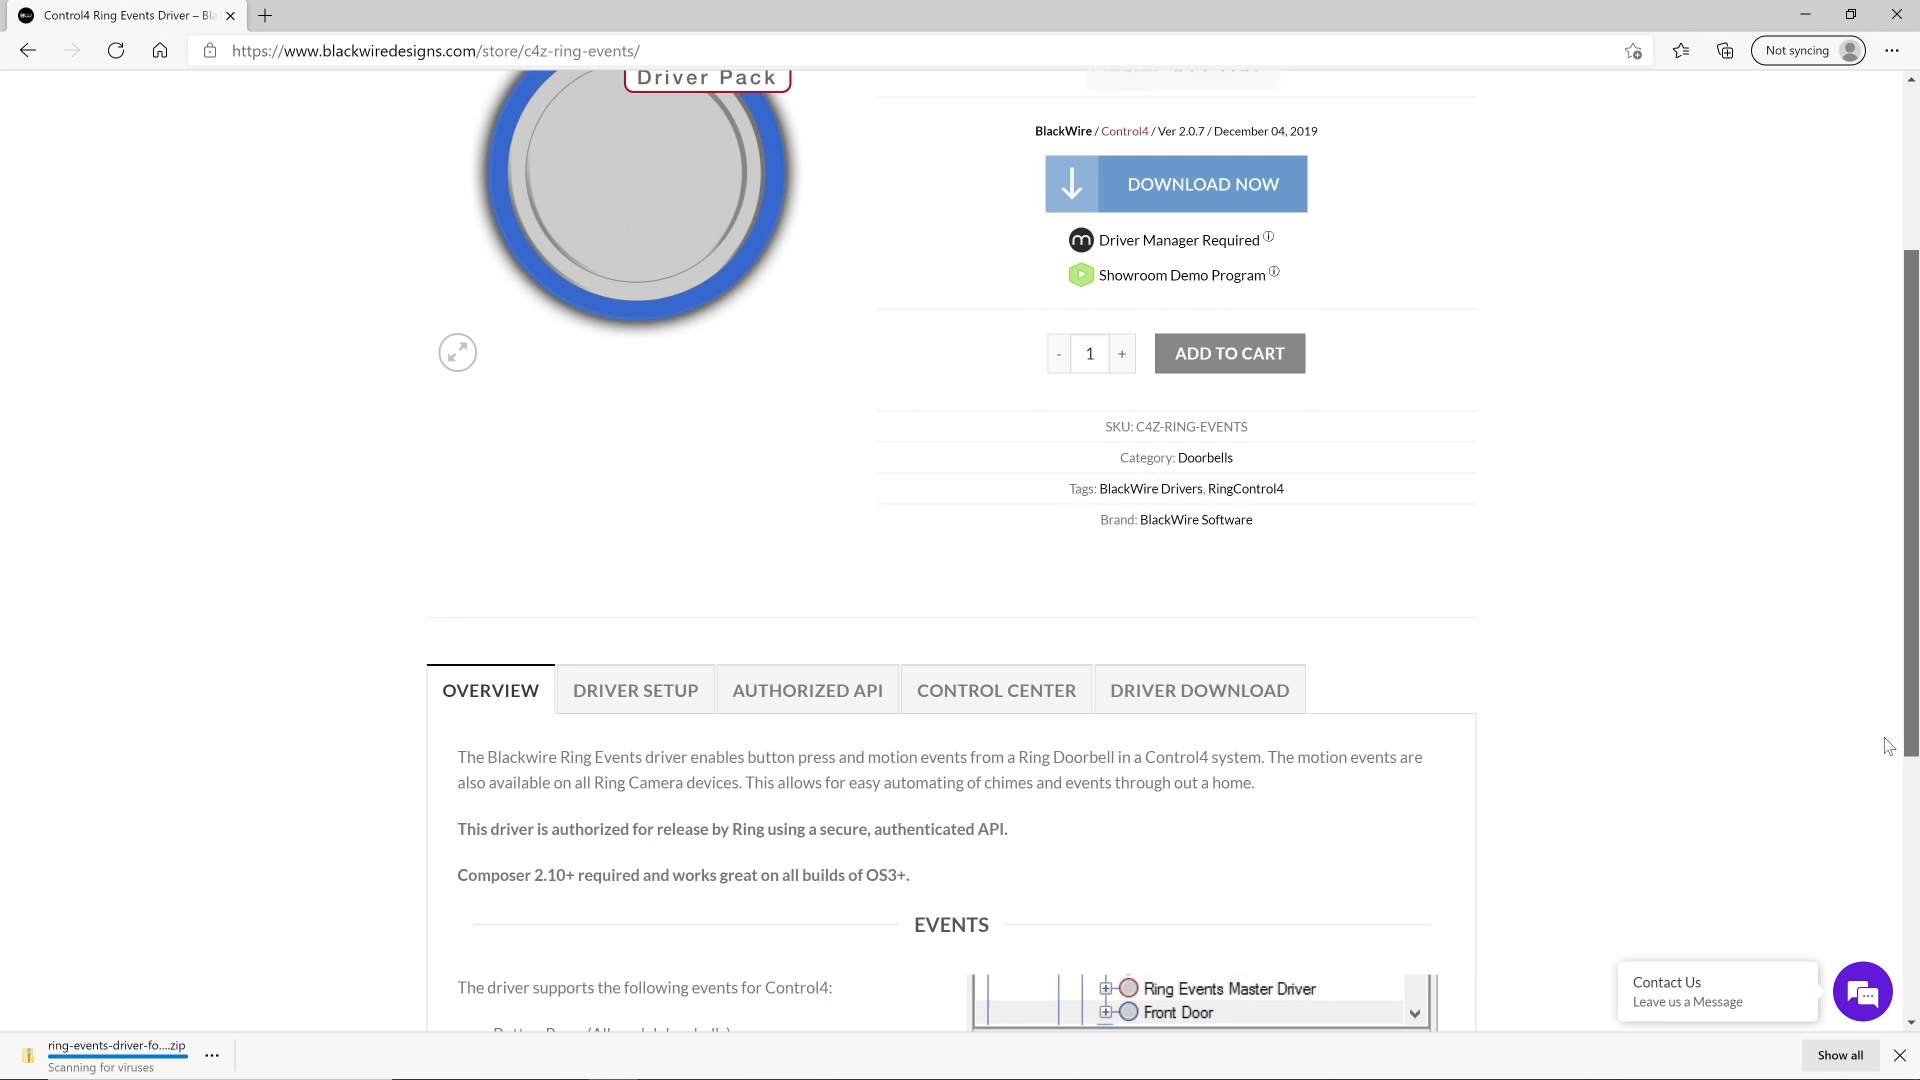 Control4 Ring Events Driver – Bla
Not syncing
https://www.blackwiredesigns.com/store/c4z-ring-events/
Driver Pack
BlackWire / Control4 / Ver 2.0.7 / December 04, 2019
DOWNLOAD NOW
Driver Manager Required
Showroom Demo Program
- 1 + ADD TO CART
SKU: C4Z-RING-EVENTS
Category: Doorbells
Tags: BlackWire Drivers, RingControl4
Brand: BlackWire Software
OVERVIEW DRIVER SETUP AUTHORIZED API CONTROL CENTER DRIVER DOWNLOAD
The Blackwire Ring Events driver enables button press and motion events from a Ring Doorbell in a Control4 system. The motion events are
also available on all Ring Camera devices. This allows for easy automating of chimes and events through out a home.
This driver is authorized for release by Ring using a secure, authenticated API.
Composer 2.10+ required and works great on all builds of OS3+.
EVENTS
The driver supports the following events for Control4:
Ring Events Master Driver
Front Door
Contact Us
Leave us a Message
ring-events-driver-fo....zip
Scanning for viruses
Show all